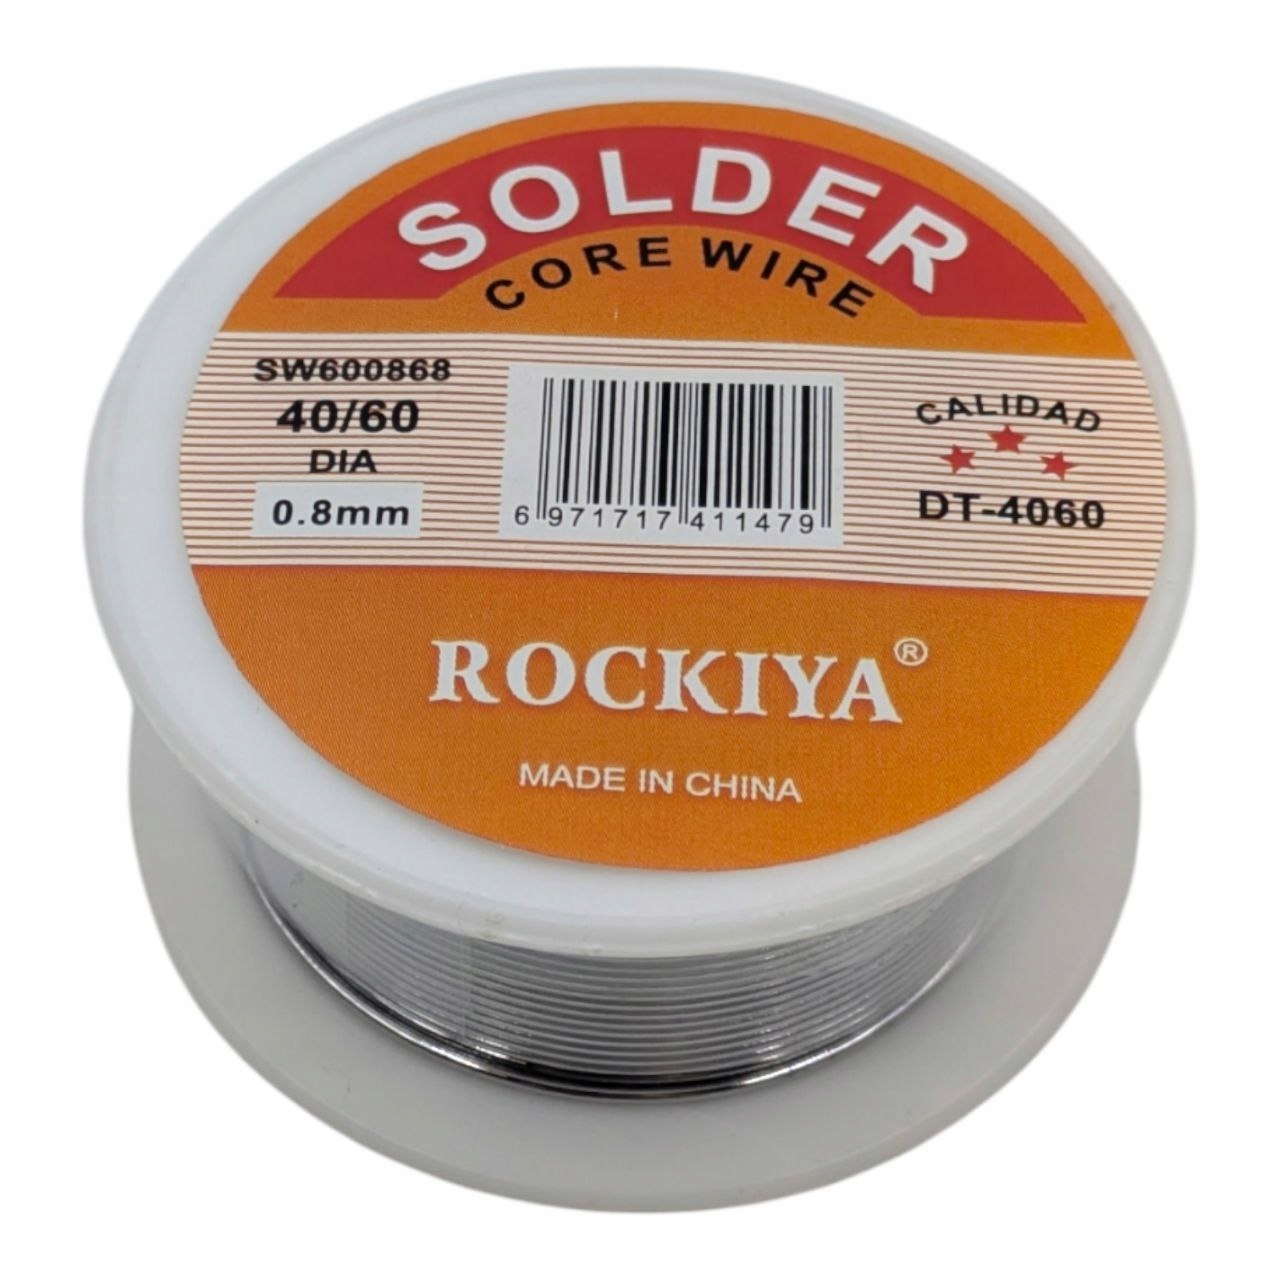 SOLDER
CORE WIRE
SW600868
40/60
DIA
0.8mm
6 971717 411479
CALIDAD
DT-4060
ROCKIYA®
MADE IN CHINA